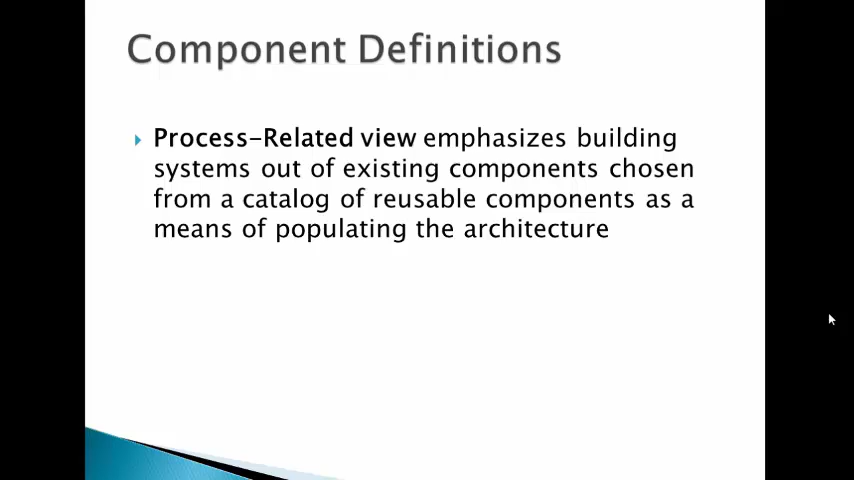 Component Definitions
Process-Related view emphasizes building
systems out of existing components chosen
from a catalog of reusable components as a
means of populating the architecture